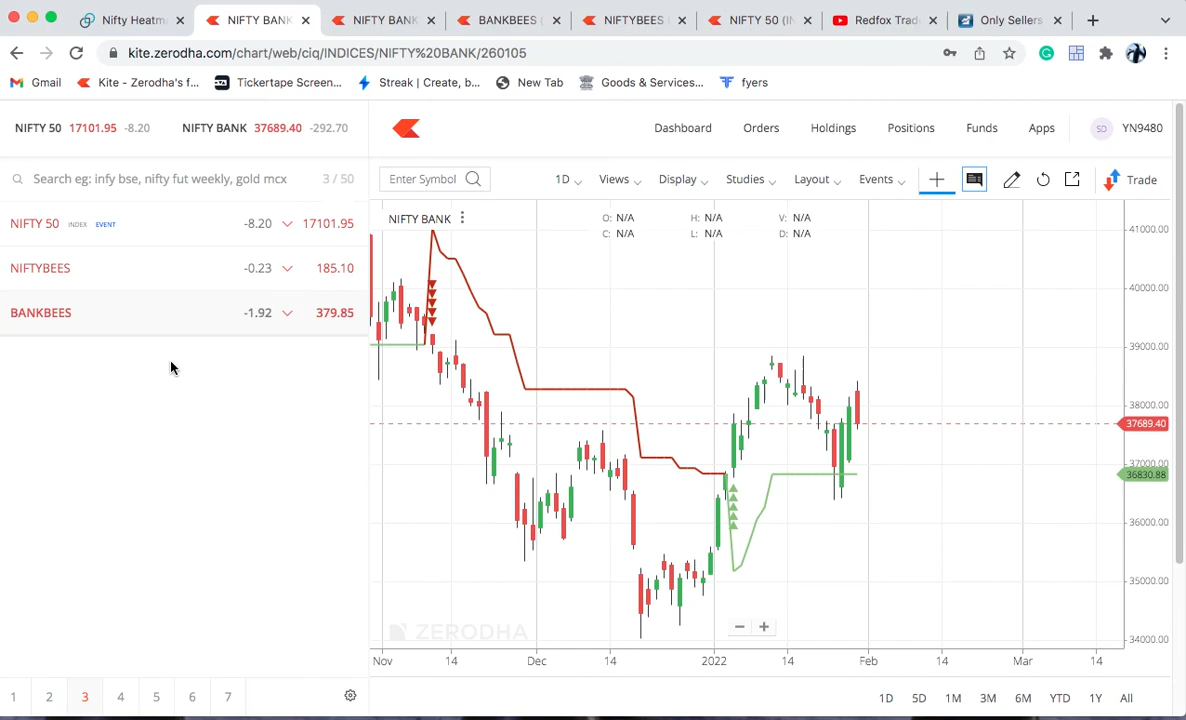 Nifty Heatm
NIFTY BANK
NIFTY BANK
BANKBEES
NIFTYBEES
NIFTY 50 (IN
Redfox Trad
Only Sellers
kite.zerodha.com/chart/web/ciq/INDICES/NIFTY%20BANK/260105
Gmail
Kite - Zerodha's f...
Tickertape Screen...
Streak | Create, b...
New Tab
Goods & Services...
fyers
NIFTY 50 17101.95 -8.20
NIFTY BANK 37689.40 -292.70
Dashboard
Orders
Holdings
Positions
Funds
Apps
SD
YN9480
Search eg: infy bse, nifty fut weekly, gold mcx
3 / 50
Enter Symbol
1D
Views
Display
Studies
Layout
Events
Trade
NIFTY 50 INDEX EVENT -8.20 17101.95
NIFTYBEES -0.23 185.10
BANKBEES -1.92 379.85
NIFTY BANK
O: N/A H: N/A V: N/A
C: N/A L: N/A D: N/A
41000.00
40000.00
39000.00
38000.00
37689.40
37000.00
36830.88
36000.00
35000.00
34000.00
ZERODHA
Nov 14 Dec 14 2022 14 Feb 14 Mar 14
1 2 3 4 5 6 7
1D 5D 1M 3M 6M YTD 1Y All